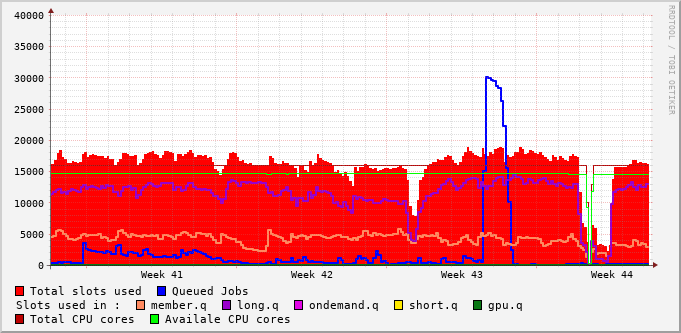 40000
RRDTOOL / TOBI OETIKER
35000
30000
25000
20000
15000
10000
5000
0
Week 41 Week 42 Week 43 Week 44
Total slots used Queued Jobs
Slots used in : member.q long.q ondemand.q short.q gpu.q
Total CPU cores Availale CPU cores